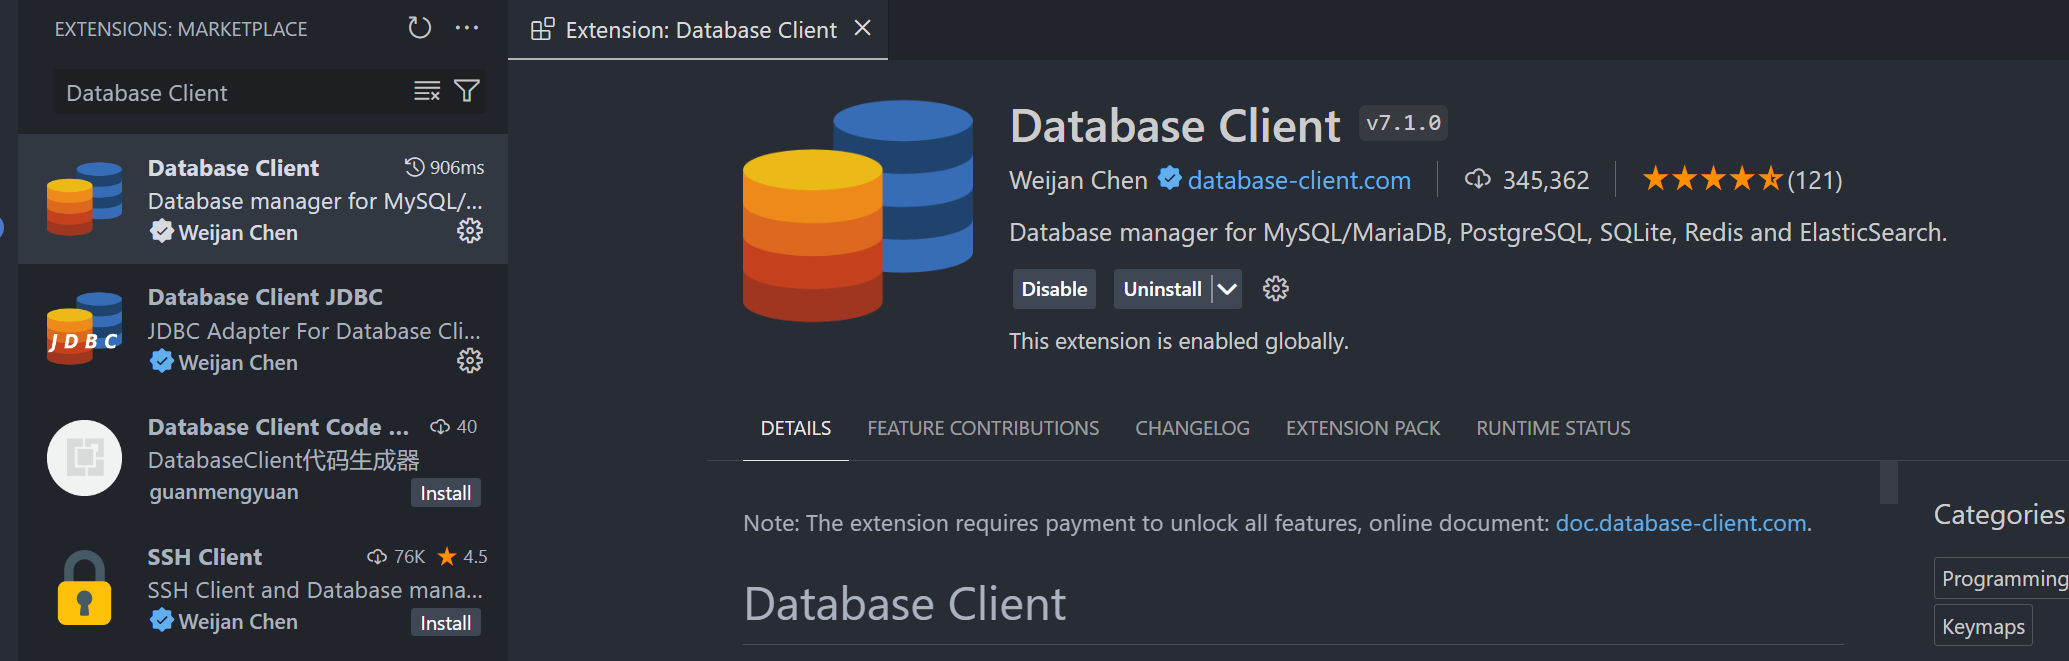 EXTENSIONS: MARKETPLACE
Database Client
Database Client 906ms
Database manager for MySQL/...
Weijan Chen
Database Client JDBC
JDBC
JDBC Adapter For Database Cli...
Weijan Chen
Database Client Code ... 40
DatabaseClient代码生成器
guanmengyuan Install
SSH Client 76K 4.5
SSH Client and Database mana...
Weijan Chen Install
Extension: Database Client
Database Client v7.1.0
Weijan Chen database-client.com 345,362 (121)
Database manager for MySQL/MariaDB, PostgreSQL, SQLite, Redis and ElasticSearch.
Disable Uninstall
This extension is enabled globally.
DETAILS FEATURE CONTRIBUTIONS CHANGELOG EXTENSION PACK RUNTIME STATUS
Note: The extension requires payment to unlock all features, online document: doc.database-client.com.
Database Client
Categories
Programming
Keymaps